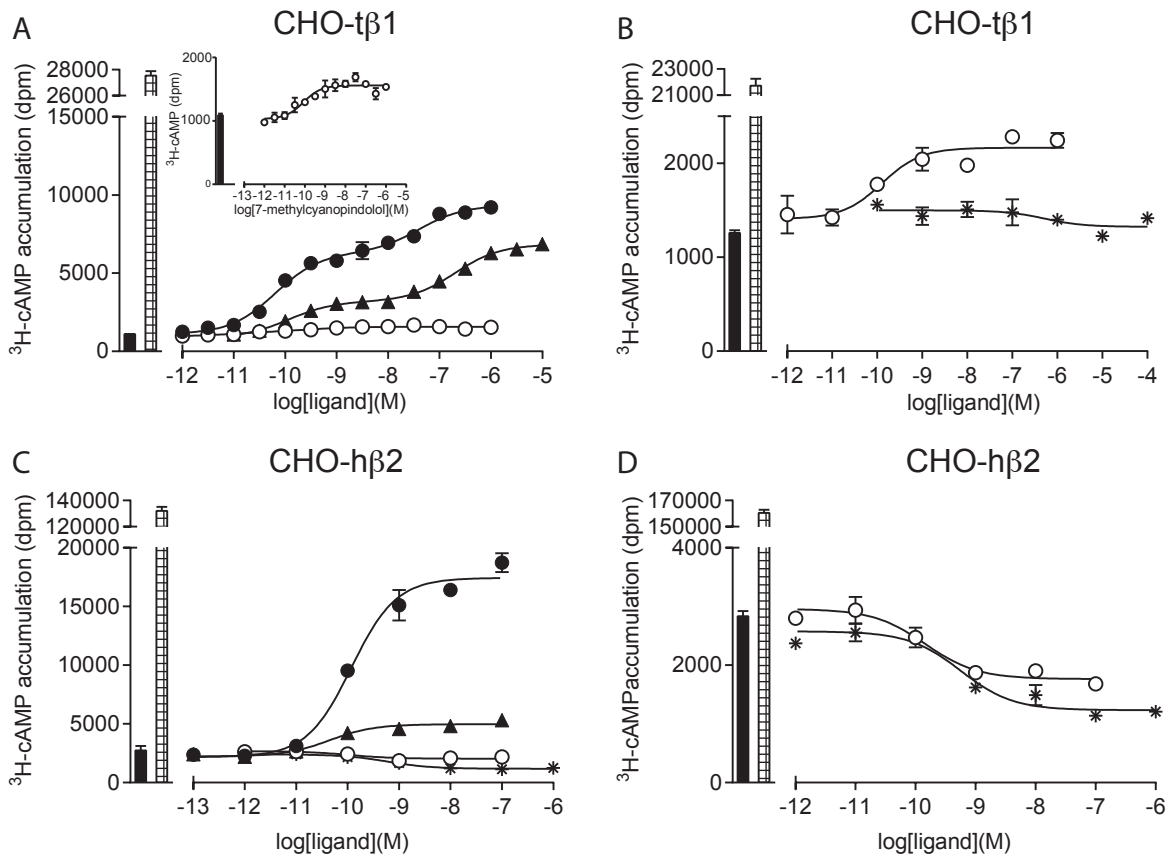 A
CHO-tβ1
³H-cAMP accumulation (dpm)
28000
26000
15000
10000
5000
0
-12 -11 -10 -9 -8 -7 -6 -5
log[ligand](M)
³H-cAMP (dpm)
2000
1000
0
-13 -12 -11 -10 -9 -8 -7 -6 -5
log[7-methylcyanopindolol](M)
B
CHO-tβ1
³H-cAMP accumulation (dpm)
23000
21000
2000
1000
0
-12 -11 -10 -9 -8 -7 -6 -5 -4
log[ligand](M)
C
CHO-hβ2
³H-cAMP accumulation (dpm)
140000
120000
20000
15000
10000
5000
0
-13 -12 -11 -10 -9 -8 -7 -6
log[ligand](M)
D
CHO-hβ2
³H-cAMPaccumulation (dpm)
170000
150000
4000
2000
0
-12 -11 -10 -9 -8 -7 -6
log[ligand](M)